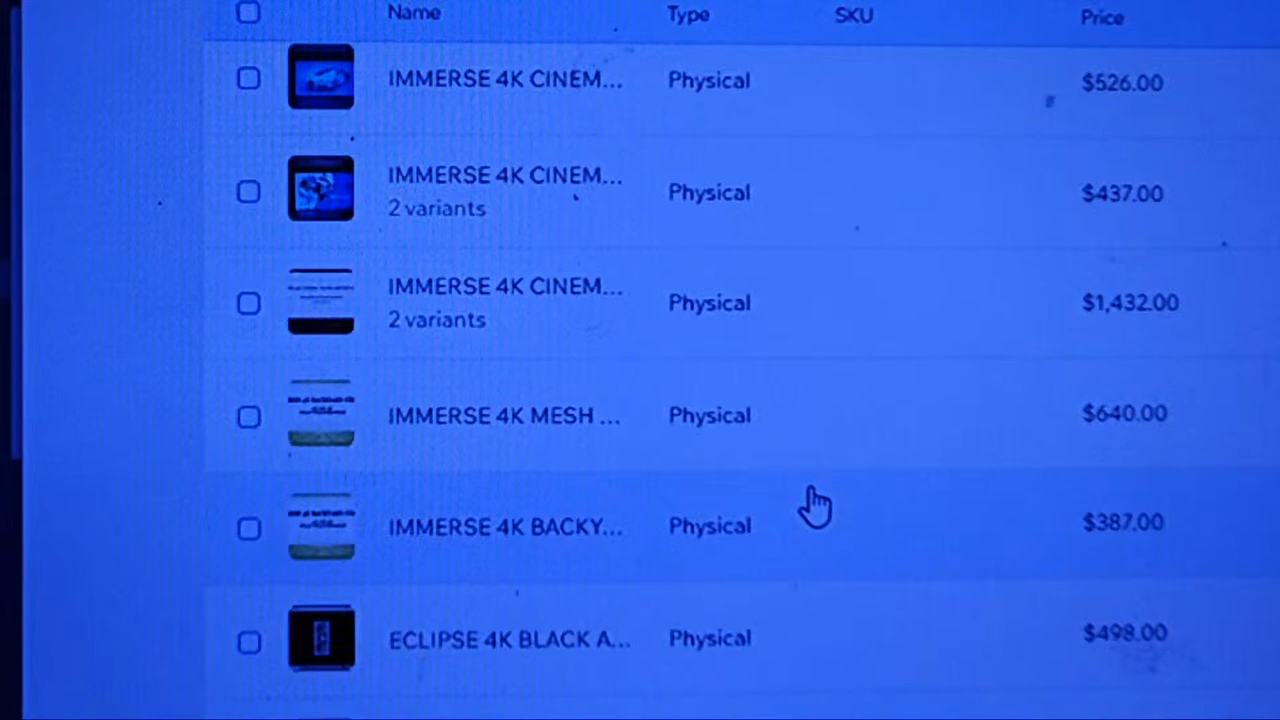 Name Type SKU Price
IMMERSE 4K CINEM... Physical $526.00
IMMERSE 4K CINEM... Physical $437.00
2 variants
IMMERSE 4K CINEM... Physical $1,432.00
2 variants
IMMERSE 4K MESH ... Physical $640.00
IMMERSE 4K BACKY... Physical $387.00
ECLIPSE 4K BLACK A... Physical $498.00